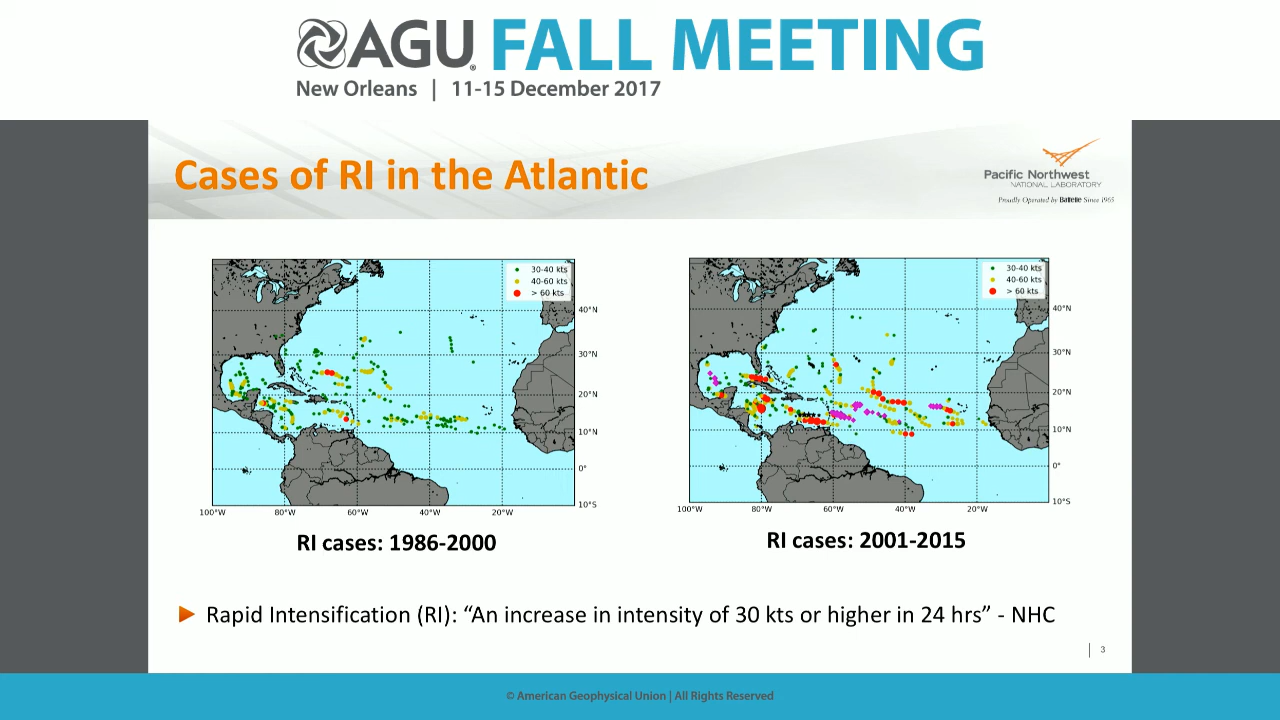 AGU FALL MEETING
New Orleans | 11-15 December 2017
Cases of RI in the Atlantic
Pacific Northwest
NATIONAL LABORATORY
Proudly Operated by Battelle Since 1965
30-40 kts
40-60 kts
> 60 kts
40°N
30°N
20°N
10°N
0°
10°S
100°W 80°W 60°W 40°W 20°W
RI cases: 1986-2000
30-40 kts
40-60 kts
> 60 kts
40°N
30°N
20°N
10°N
0°
10°S
100°W 80°W 60°W 40°W 20°W
RI cases: 2001-2015
Rapid Intensification (RI): “An increase in intensity of 30 kts or higher in 24 hrs” - NHC
3
© American Geophysical Union | All Rights Reserved